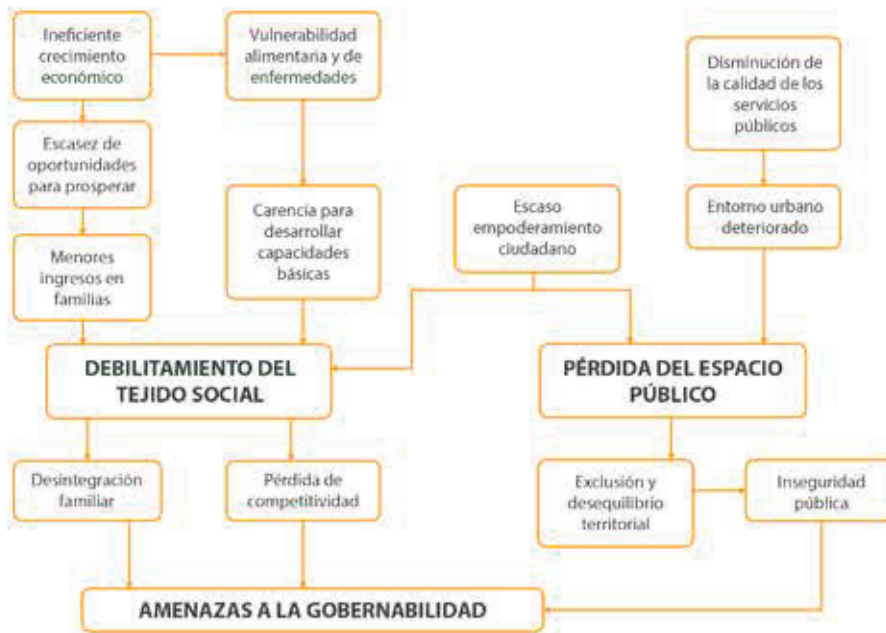 Ineficiente
crecimiento
económico
Vulnerabilidad
alimentaria y de
enfermedades
Disminución de
la calidad de los
servicios
públicos
Escasez de
oportunidades
para prosperar
Carencia para
desarrollar
capacidades
básicas
Escaso
empoderamiento
ciudadano
Entorno urbano
deteriorado
Menores
ingresos en
familias
DEBILITAMIENTO DEL
TEJIDO SOCIAL
PÉRDIDA DEL ESPACIO
PÚBLICO
Desintegración
familiar
Pérdida de
competitividad
Exclusión y
desequilibrio
territorial
Inseguridad
pública
AMENAZAS A LA GOBERNABILIDAD